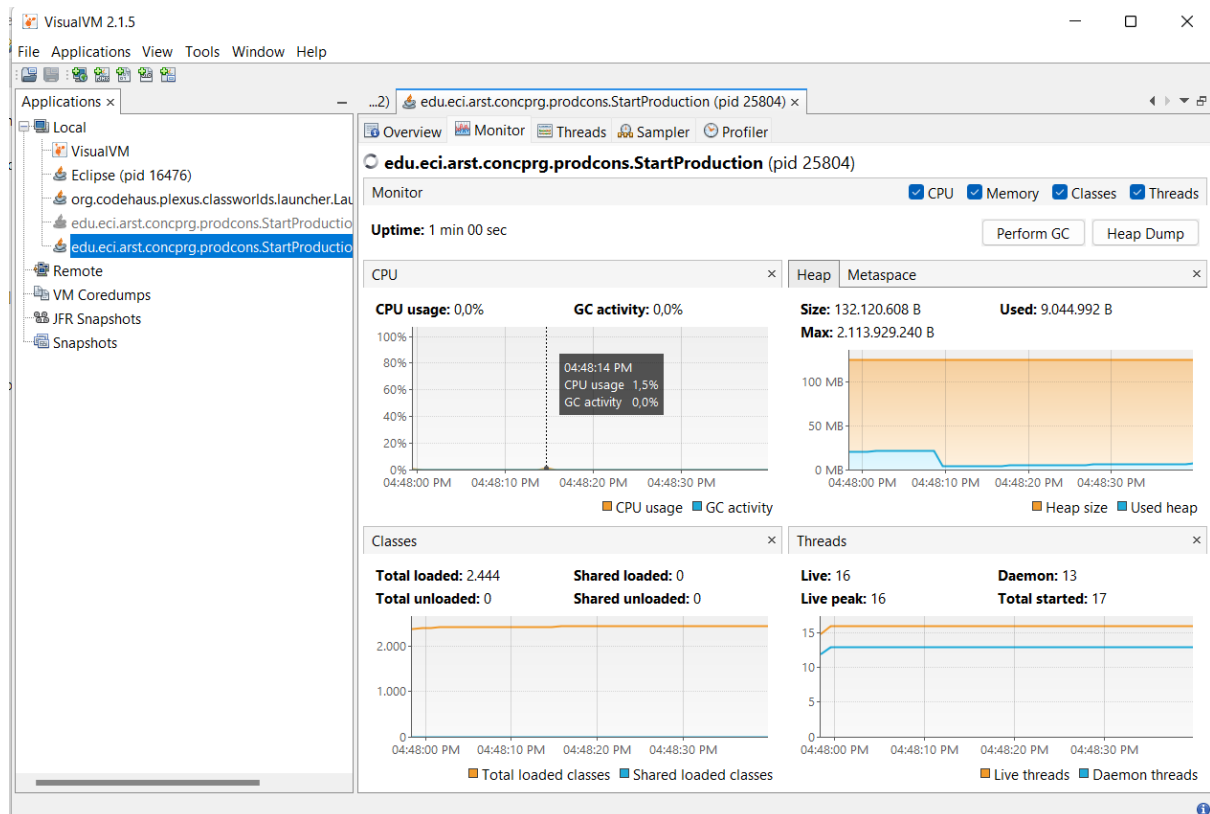 VisualVM 2.1.5
File Applications View Tools Window Help
Applications
Local
VisualVM
Eclipse (pid 16476)
org.codehaus.plexus.classworlds.launcher.Lau
edu.eci.arst.concprg.prodcons.StartProductio
edu.eci.arst.concprg.prodcons.StartProductio
Remote
VM Coredumps
JFR Snapshots
Snapshots
...2) edu.eci.arst.concprg.prodcons.StartProduction (pid 25804)
Overview Monitor Threads Sampler Profiler
edu.eci.arst.concprg.prodcons.StartProduction (pid 25804)
Monitor CPU Memory Classes Threads
Uptime: 1 min 00 sec Perform GC Heap Dump
CPU
CPU usage: 0,0% GC activity: 0,0%
100%
80%
60%
40%
20%
0%
04:48:14 PM
CPU usage 1,5%
GC activity 0,0%
04:48:00 PM 04:48:10 PM 04:48:20 PM 04:48:30 PM
CPU usage GC activity
Heap Metaspace
Size: 132.120.608 B Used: 9.044.992 B
Max: 2.113.929.240 B
100 MB
50 MB
0 MB
04:48:00 PM 04:48:10 PM 04:48:20 PM 04:48:30 PM
Heap size Used heap
Classes
Total loaded: 2.444 Shared loaded: 0
Total unloaded: 0 Shared unloaded: 0
2.000
1.000
0
04:48:00 PM 04:48:10 PM 04:48:20 PM 04:48:30 PM
Total loaded classes Shared loaded classes
Threads
Live: 16 Daemon: 13
Live peak: 16 Total started: 17
15
10
5
0
04:48:00 PM 04:48:10 PM 04:48:20 PM 04:48:30 PM
Live threads Daemon threads